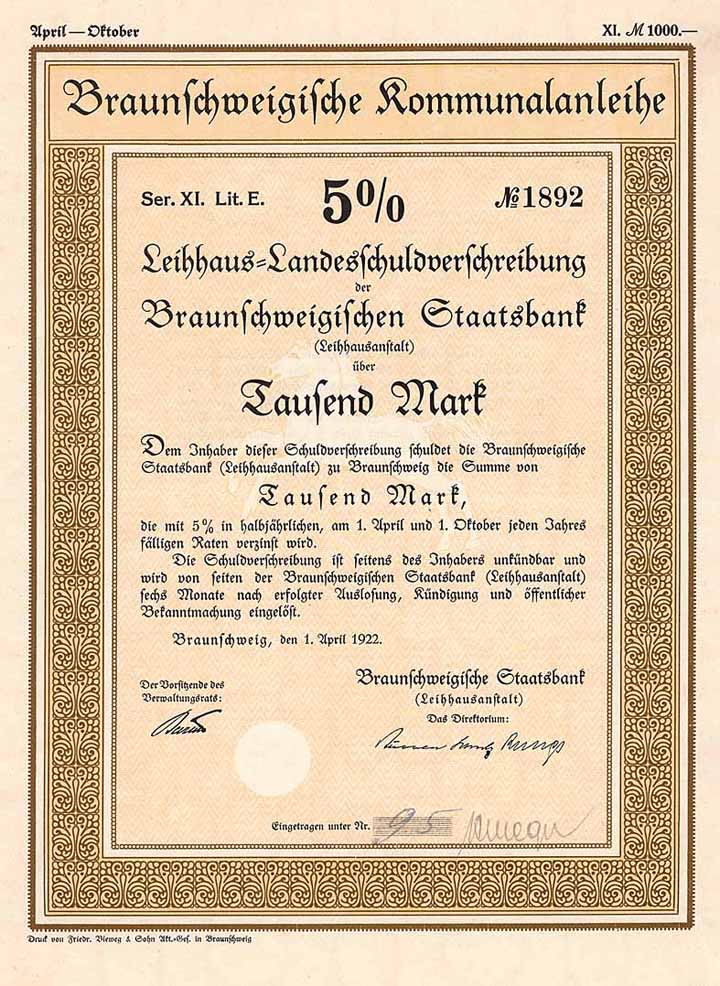 April — Oktober
XI. ℳ 1000.—
Braunschweigische Kommunalanleihe
Ser. XI. Lit. E. 5% № 1892
Leihhaus-Landesschuldverschreibung
der
Braunschweigischen Staatsbank
(Leihhausanstalt)
über
Tausend Mark
Dem Inhaber dieser Schuldverschreibung schuldet die Braunschweigische
Staatsbank (Leihhausanstalt) zu Braunschweig die Summe von
Tausend Mark,
die mit 5% in halbjährlichen, am 1. April und 1. Oktober jeden Jahres
fälligen Raten verzinst wird.
Die Schuldverschreibung ist seitens des Inhabers unkündbar und
wird von seiten der Braunschweigischen Staatsbank (Leihhausanstalt)
sechs Monate nach erfolgter Auslosung, Kündigung und öffentlicher
Bekanntmachung eingelöst.
Braunschweig, den 1. April 1922.
Der Vorsitzende des
Verwaltungsrats:
Braunschweigische Staatsbank
(Leihhausanstalt)
Das Direktorium:
Eingetragen unter Nr. 95
Druck von Friedr. Vieweg & Sohn Akt.-Ges. in Braunschweig